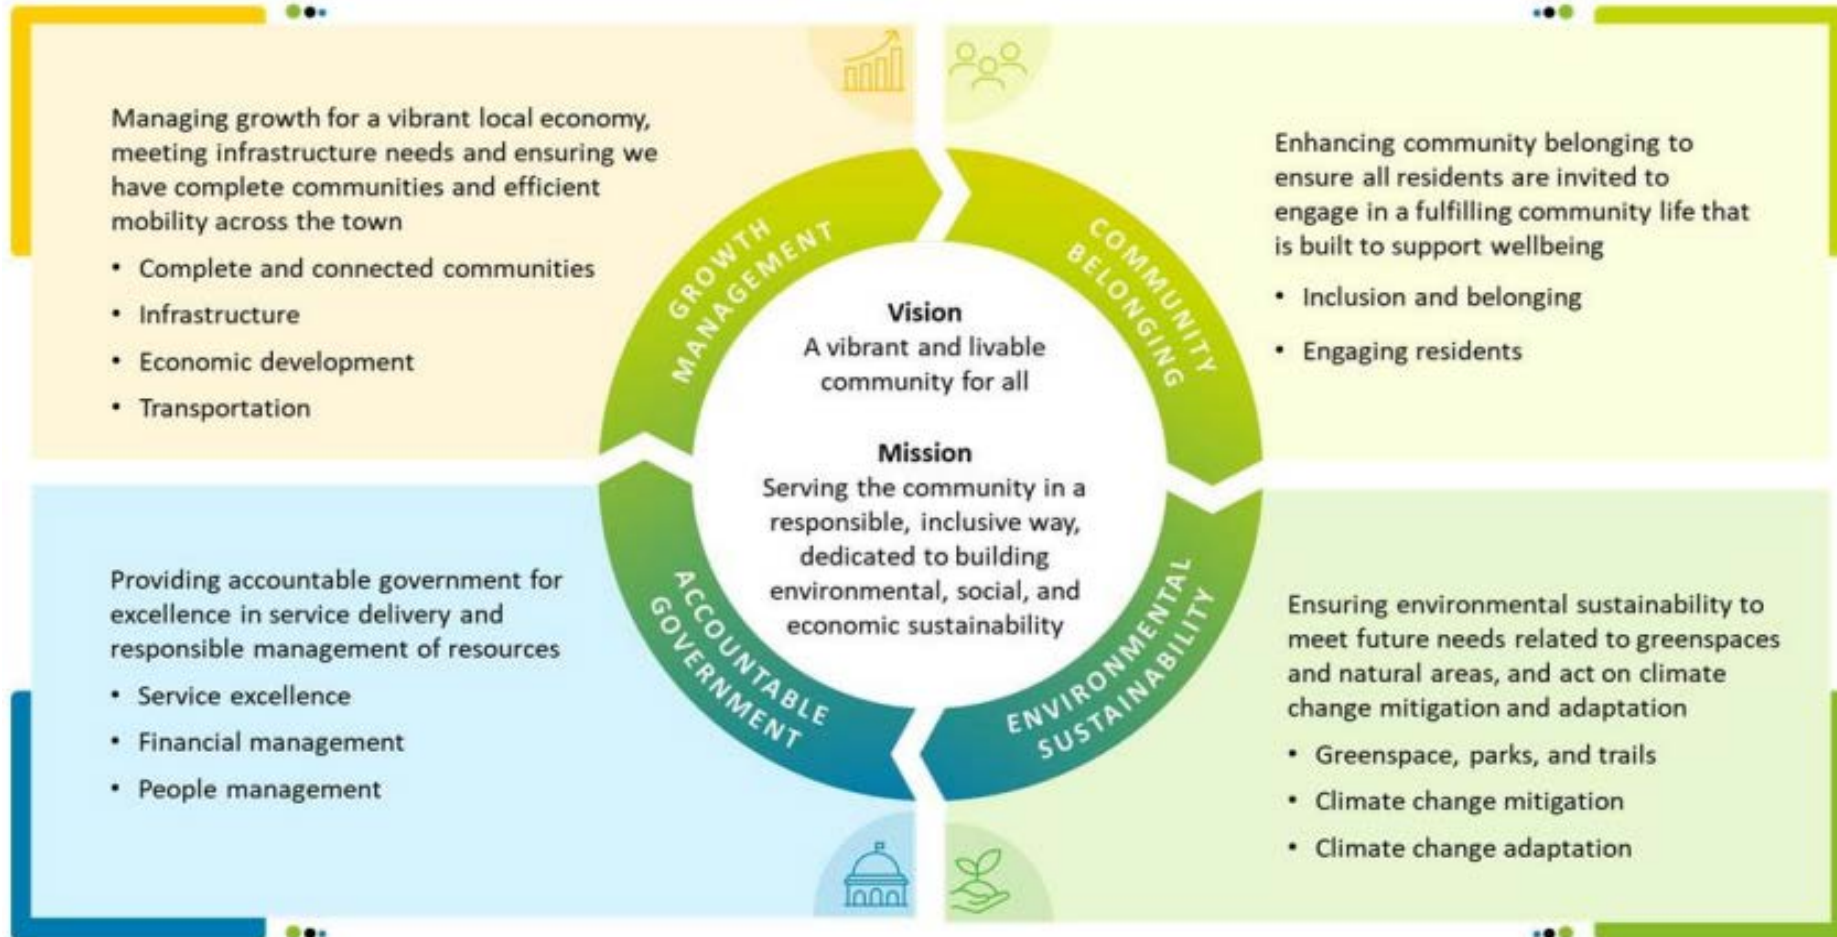 Managing growth for a vibrant local economy,
meeting infrastructure needs and ensuring we
have complete communities and efficient
mobility across the town
• Complete and connected communities
• Infrastructure
• Economic development
• Transportation
GROWTH
MANAGEMENT
COMMUNITY
BELONGING
Enhancing community belonging to
ensure all residents are invited to
engage in a fulfilling community life that
is built to support wellbeing
• Inclusion and belonging
• Engaging residents
Vision
A vibrant and livable
community for all
Mission
Serving the community in a
responsible, inclusive way,
dedicated to building
environmental, social, and
economic sustainability
Providing accountable government for
excellence in service delivery and
responsible management of resources
• Service excellence
• Financial management
• People management
ACCOUNTABLE
GOVERNMENT
ENVIRONMENTAL
SUSTAINABILITY
Ensuring environmental sustainability to
meet future needs related to greenspaces
and natural areas, and act on climate
change mitigation and adaptation
• Greenspace, parks, and trails
• Climate change mitigation
• Climate change adaptation